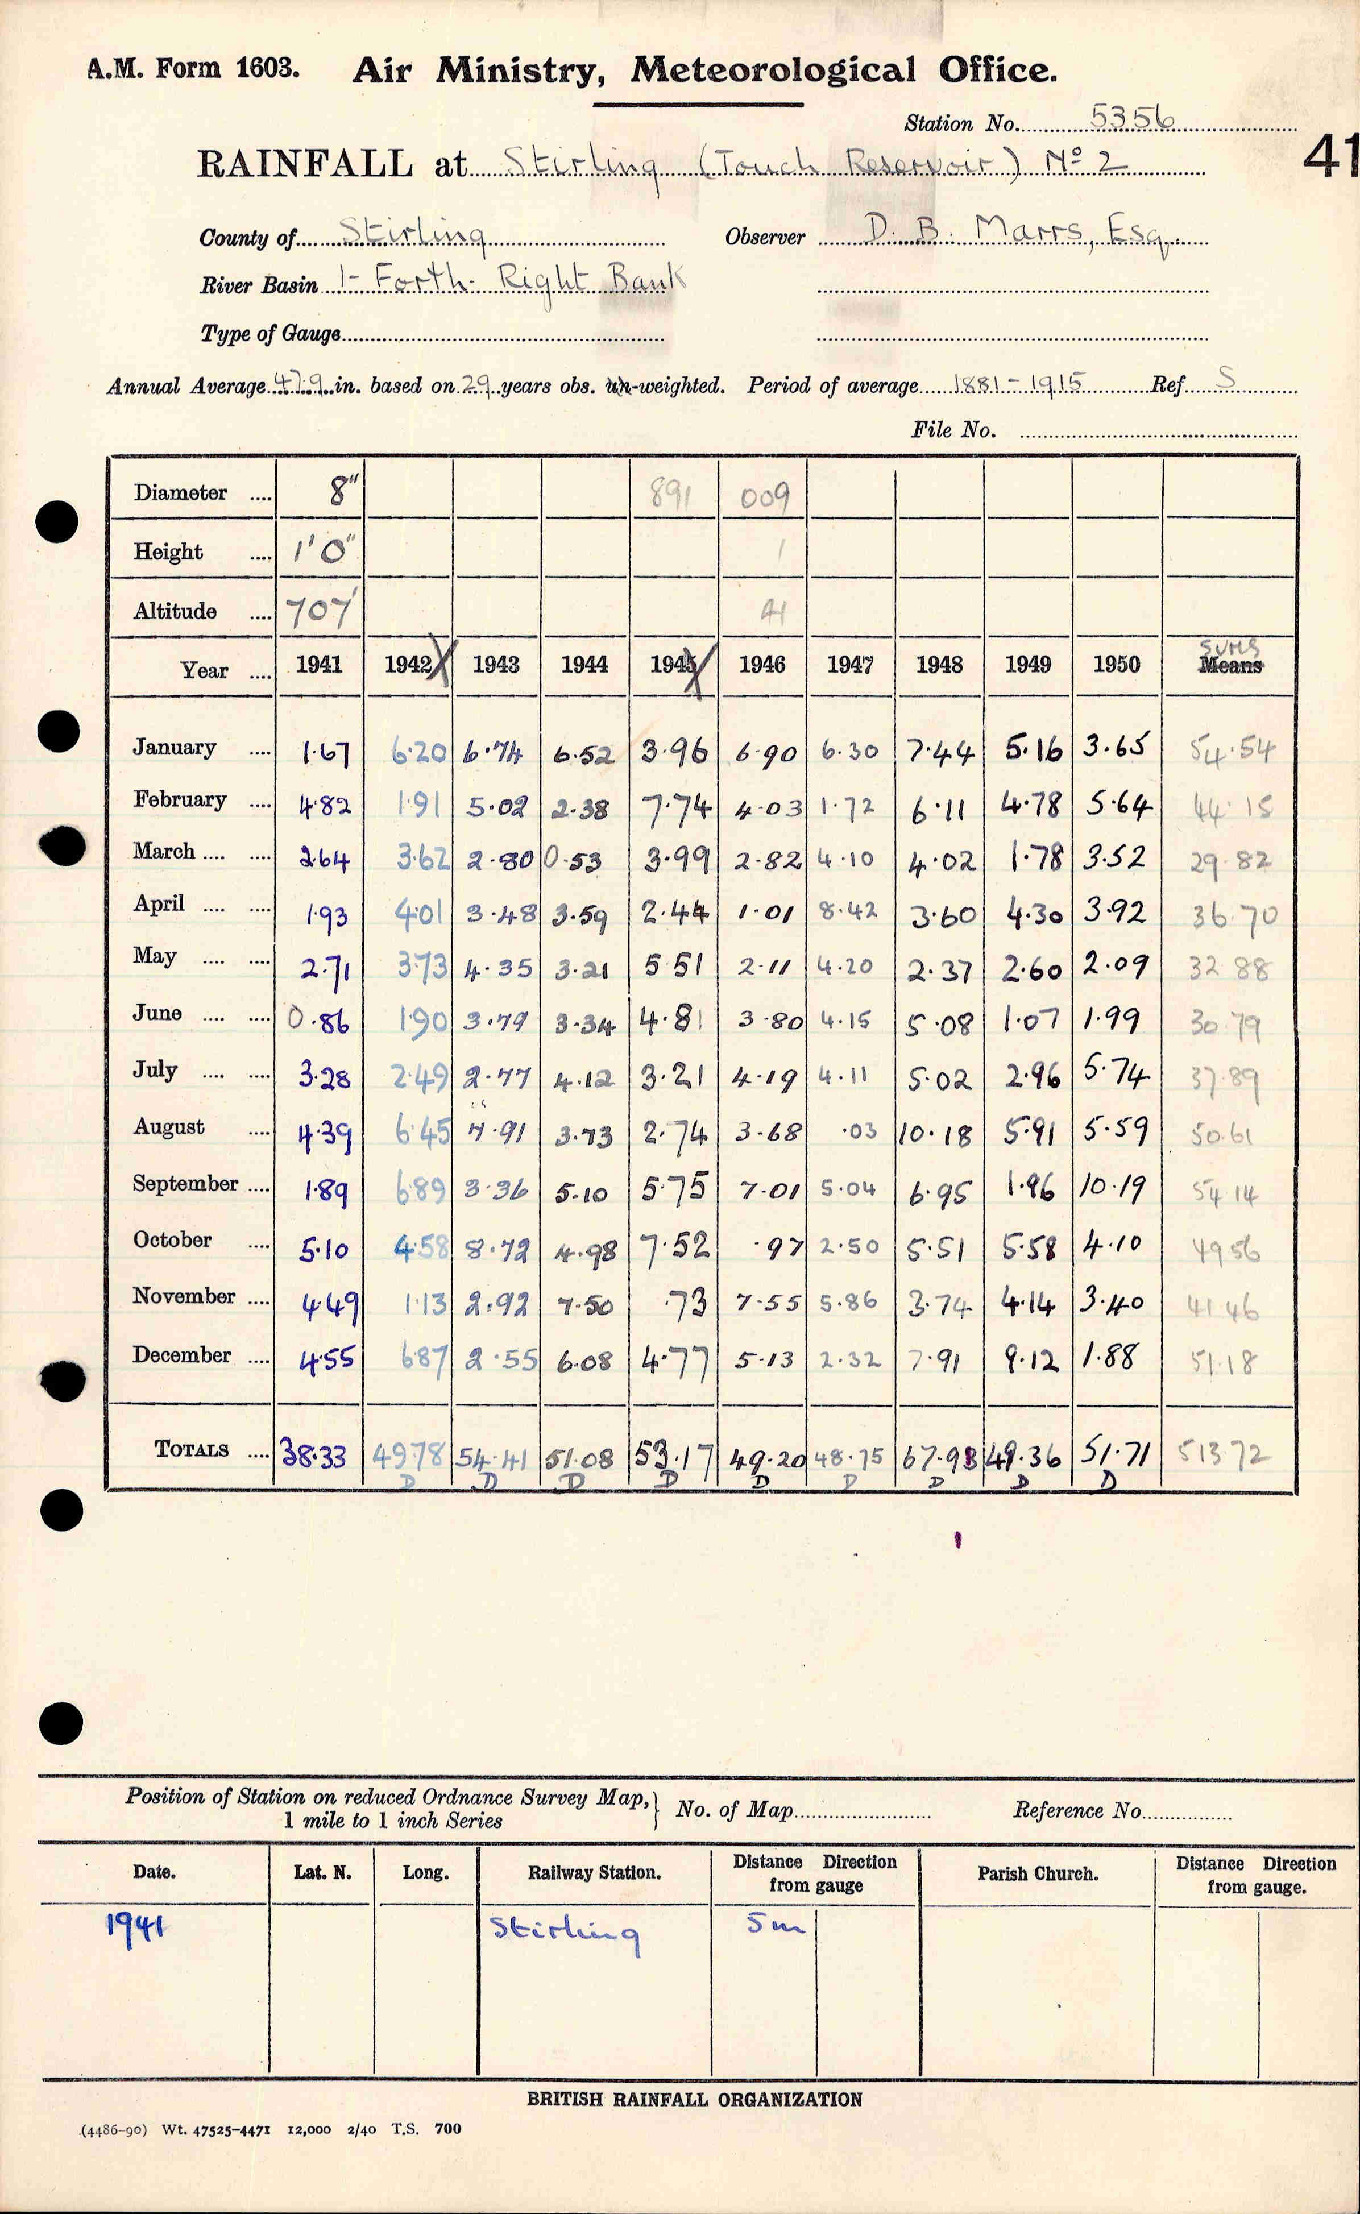 A.M. Form 1603. Air Ministry, Meteorological Office.
Station No. 5356
RAINFALL at Stirling (Touch Reservoir) Nº 2
41
County of Stirling Observer D. B. Marrs, Esq.
River Basin 1- Forth- Right Bank
Type of Gauge
Annual Average 47.9 in. based on 29 years obs. un-weighted. Period of average 1881-1915 Ref. S
File No.
Diameter .... 8" 891 009
Height .... 1'0" 1
Altitude .... 707' A1
SUMS
Year .... 1941 1942 1943 1944 1945 1946 1947 1948 1949 1950 Means
January .... 1.67 6.20 6.74 6.52 3.96 6.90 6.30 7.44 5.16 3.65 54.54
February .... 4.82 1.91 5.02 2.38 7.74 4.03 1.72 6.11 4.78 5.64 44.15
March .... .... 2.64 3.62 2.80 0.53 3.99 2.82 4.10 4.02 1.78 3.52 29.82
April .... .... 1.93 4.01 3.48 3.59 2.44 1.01 8.42 3.60 4.30 3.92 36.70
May .... .... 2.71 3.73 4.35 3.21 5.51 2.11 4.20 2.37 2.60 2.09 32.88
June .... .... 0.86 1.90 3.79 3.34 4.81 3.80 4.15 5.08 1.07 1.99 30.79
July .... .... 3.28 2.49 2.77 4.12 3.21 4.19 4.11 5.02 2.96 5.74 37.89
August .... 4.39 6.45 7.91 3.73 2.74 3.68 .03 10.18 5.91 5.59 50.61
September .... 1.89 6.89 3.36 5.10 5.75 7.01 5.04 6.95 1.96 10.19 54.14
October .... 5.10 4.58 8.72 4.98 7.52 .97 2.50 5.51 5.58 4.10 49.56
November .... 4.49 1.13 2.92 7.50 .73 7.55 5.86 3.74 4.14 3.40 41.46
December .... 4.55 6.87 2.55 6.08 4.77 5.13 2.32 7.91 9.12 1.88 51.18
TOTALS .... 38.33 49.78 54.41 51.08 53.17 49.20 48.75 67.93 49.36 51.71 513.72
D D D D D D D D D
Position of Station on reduced Ordnance Survey Map, 1 mile to 1 inch Series } No. of Map Reference No.
Date. Lat. N. Long. Railway Station. Distance Direction from gauge Parish Church. Distance Direction from gauge.
1941 Stirling 5m
BRITISH RAINFALL ORGANIZATION
(4486-90) Wt. 47525-4471 12,000 2/40 T.S. 700